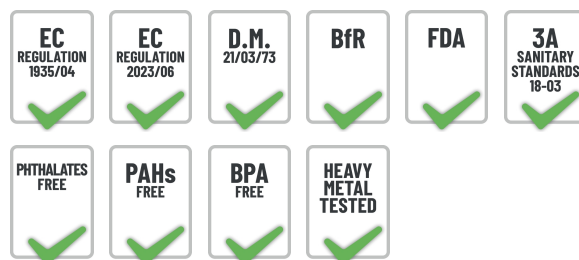 EC
REGULATION
1935/04
EC
REGULATION
2023/06
D.M.
21/03/73
BfR
FDA
3A
SANITARY
STANDARDS
18-03
PHTHALATES
FREE
PAHs
FREE
BPA
FREE
HEAVY
METAL
TESTED